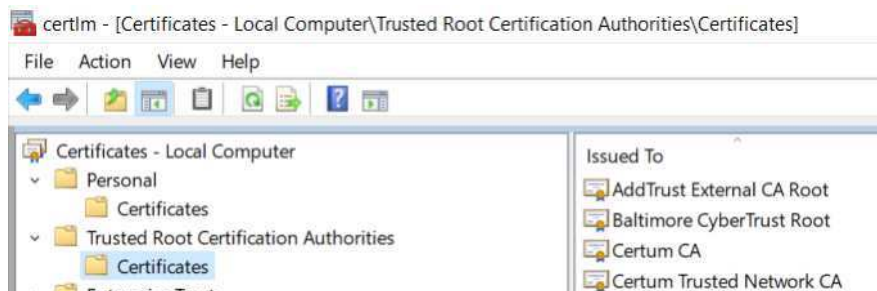 certlm - [Certificates - Local Computer\Trusted Root Certification Authorities\Certificates]
File Action View Help
Certificates - Local Computer
Personal
Certificates
Trusted Root Certification Authorities
Certificates
Issued To
AddTrust External CA Root
Baltimore CyberTrust Root
Certum CA
Certum Trusted Network CA